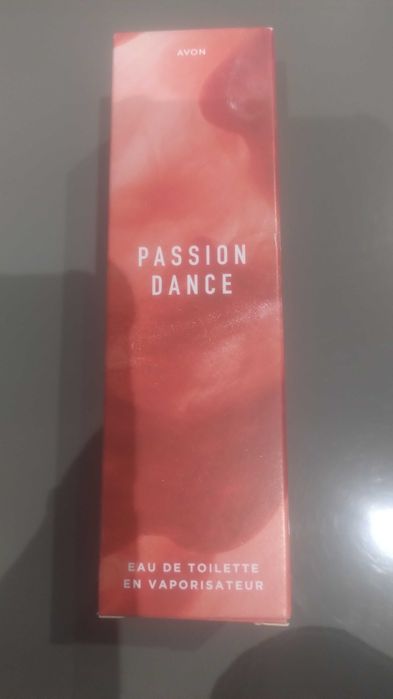 AVON
PASSION
DANCE
EAU DE TOILETTE
EN VAPORISATEUR